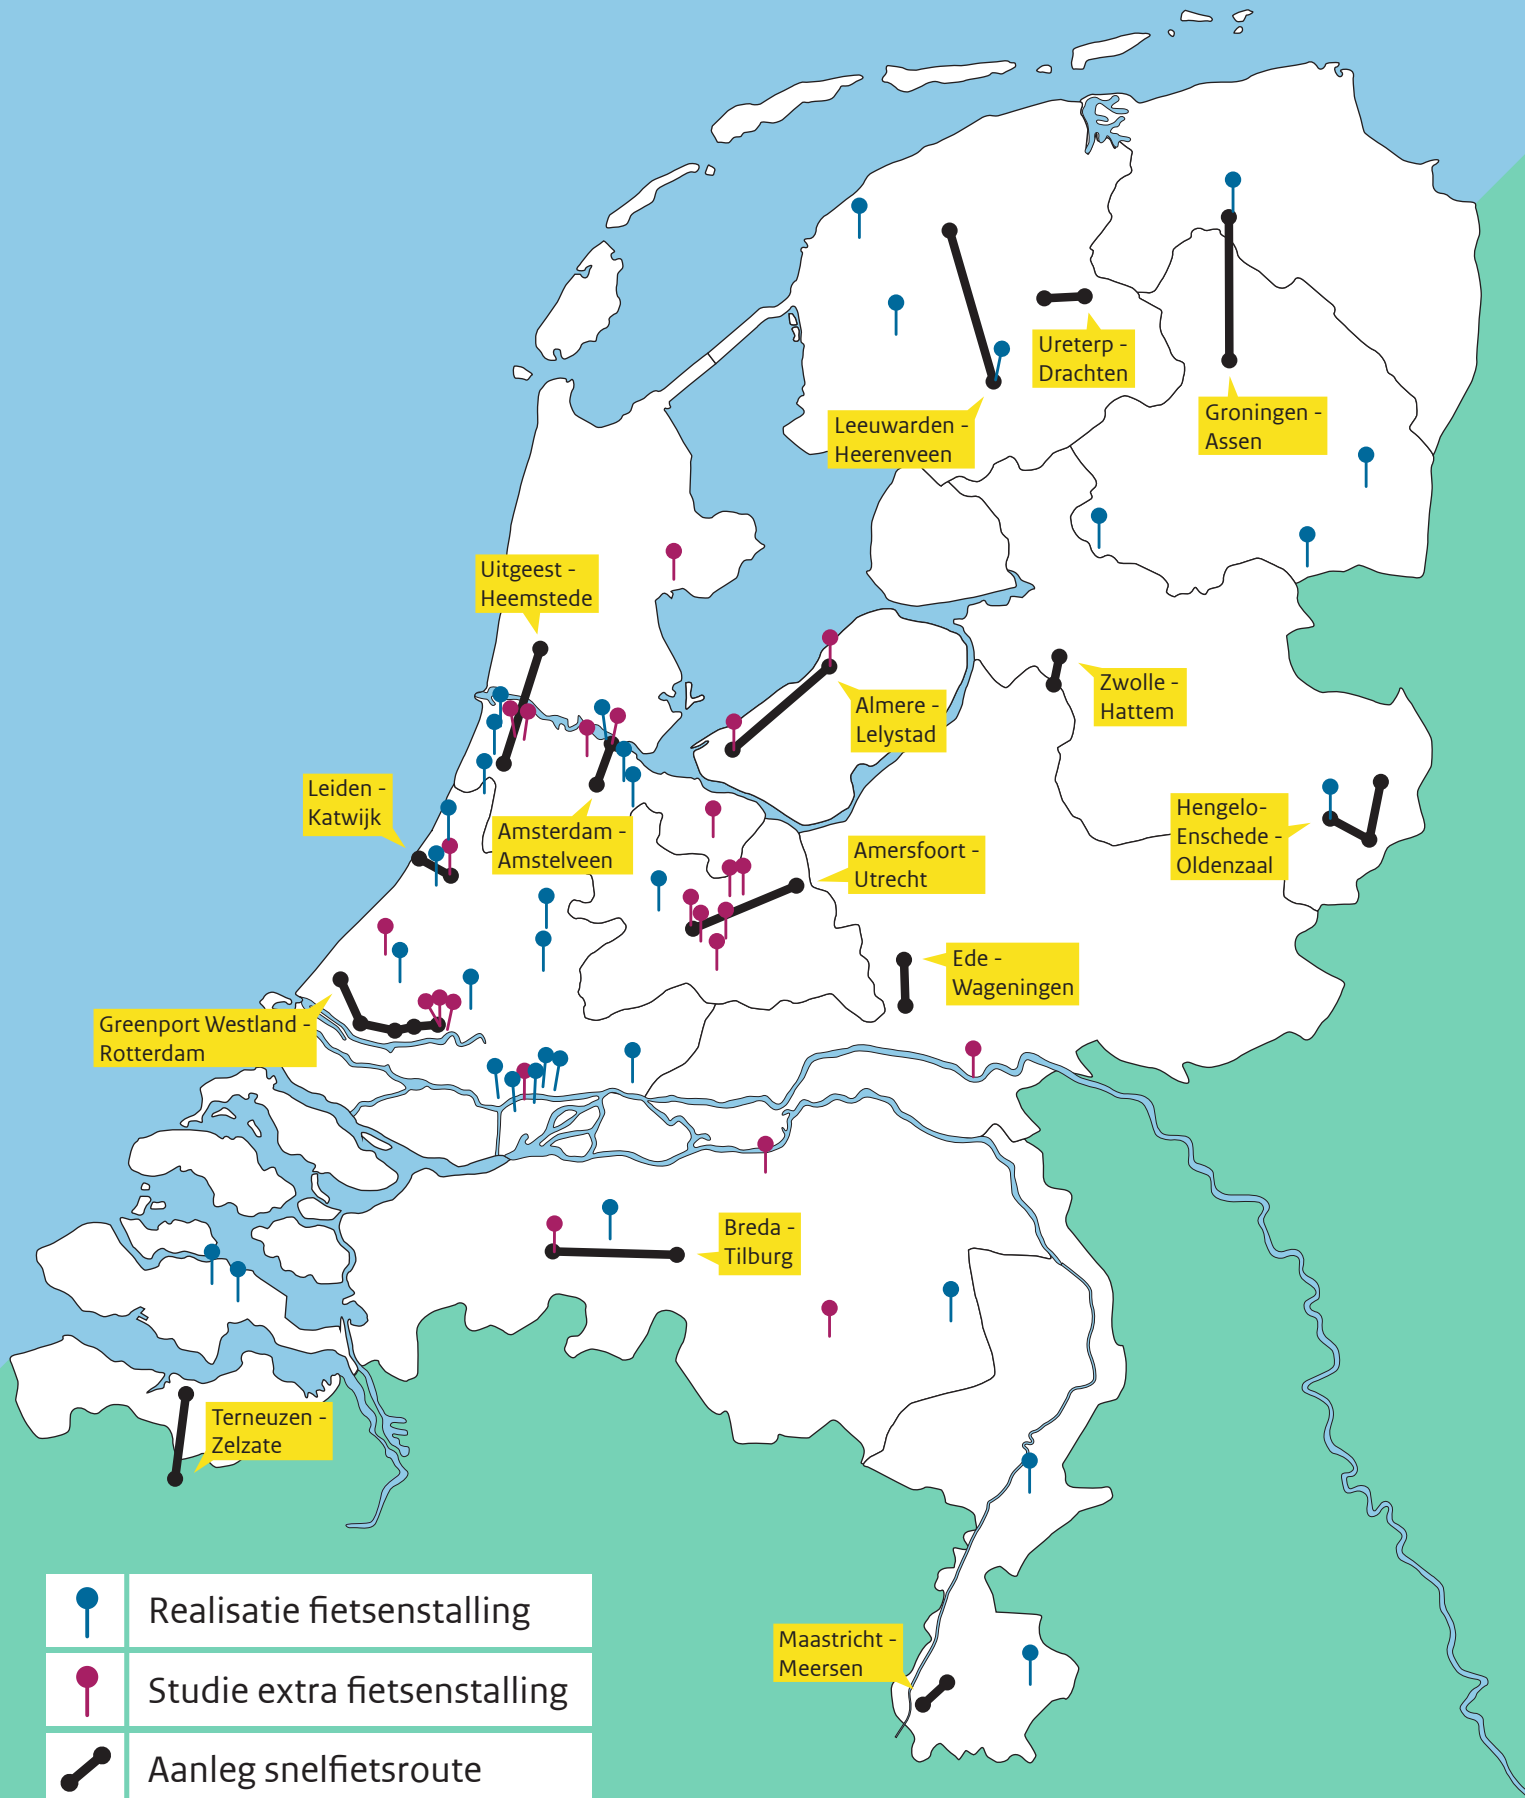 Ureterp -
Drachten
Groningen -
Assen
Leeuwarden -
Heerenveen
Uitgeest -
Heemstede
Zwolle -
Hattem
Almere -
Lelystad
Leiden -
Katwijk
Hengelo-
Enschede -
Oldenzaal
Amsterdam -
Amstelveen
Amersfoort -
Utrecht
Ede -
Wageningen
Greenport Westland -
Rotterdam
Breda -
Tilburg
Terneuzen -
Zelzate
Maastricht -
Meersen
Realisatie fietsenstalling
Studie extra fietsenstalling
Aanleg snelfietsroute